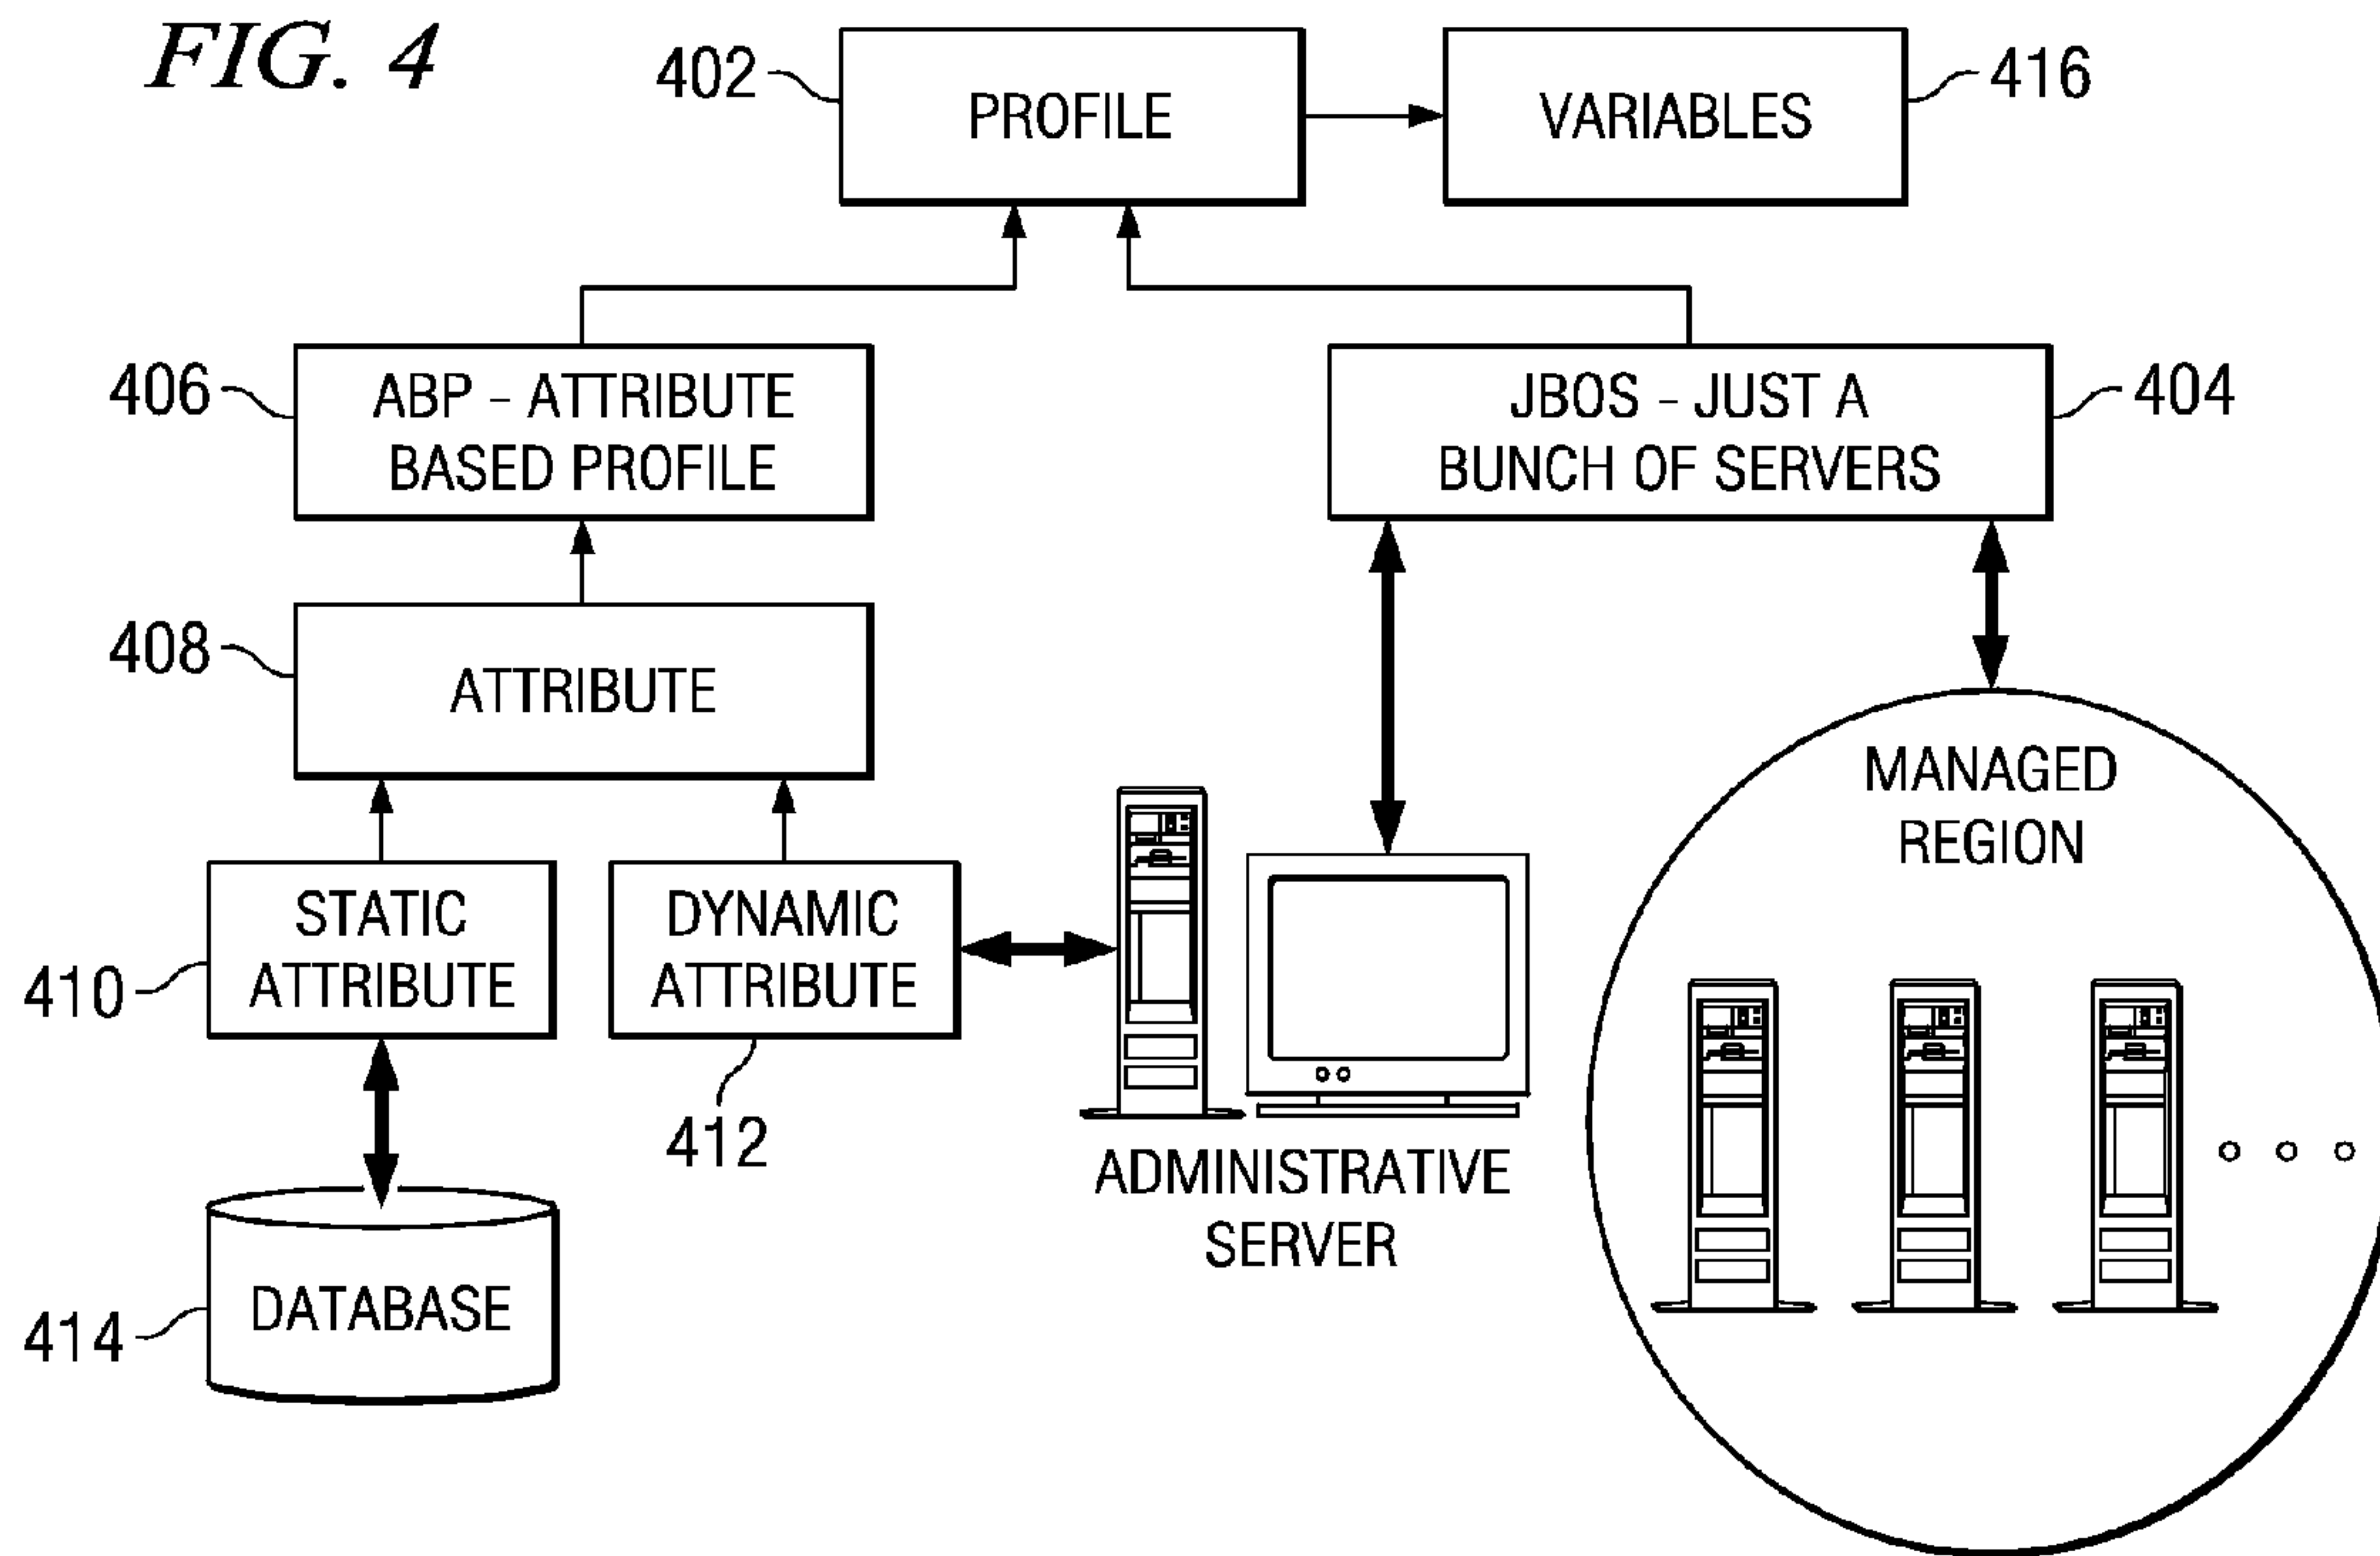 FIG. 4
402
PROFILE
VARIABLES
416
406
ABP – ATTRIBUTE
BASED PROFILE
JBOS – JUST A
BUNCH OF SERVERS
404
408
ATTRIBUTE
MANAGED
REGION
410
STATIC
ATTRIBUTE
DYNAMIC
ATTRIBUTE
412
ADMINISTRATIVE
SERVER
414
DATABASE